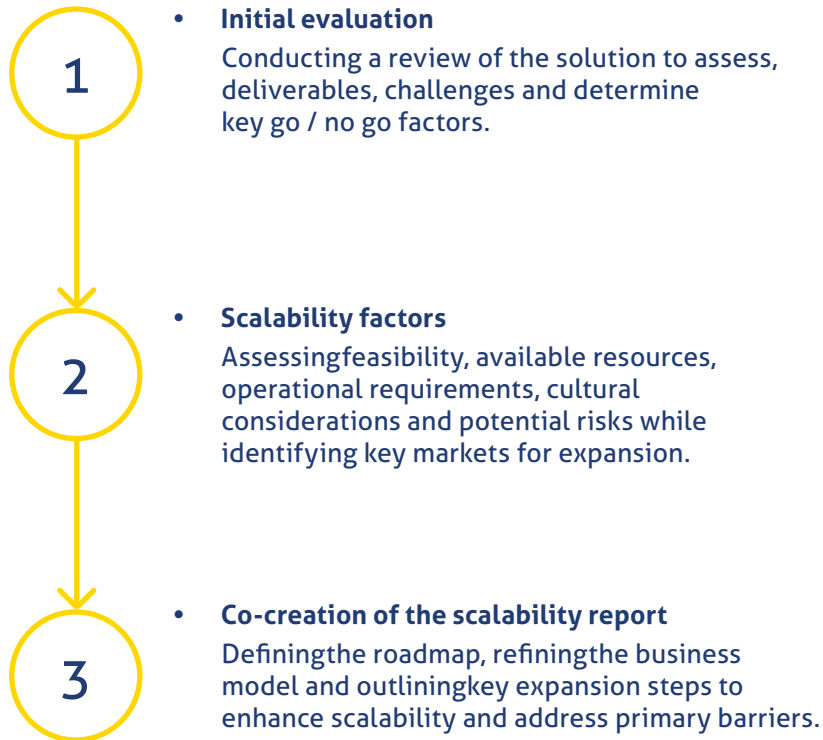 1
• Initial evaluation
Conducting a review of the solution to assess,
deliverables, challenges and determine
key go / no go factors.
2
• Scalability factors
Assessingfeasibility, available resources,
operational requirements, cultural
considerations and potential risks while
identifying key markets for expansion.
3
• Co-creation of the scalability report
Definingthe roadmap, refiningthe business
model and outliningkey expansion steps to
enhance scalability and address primary barriers.